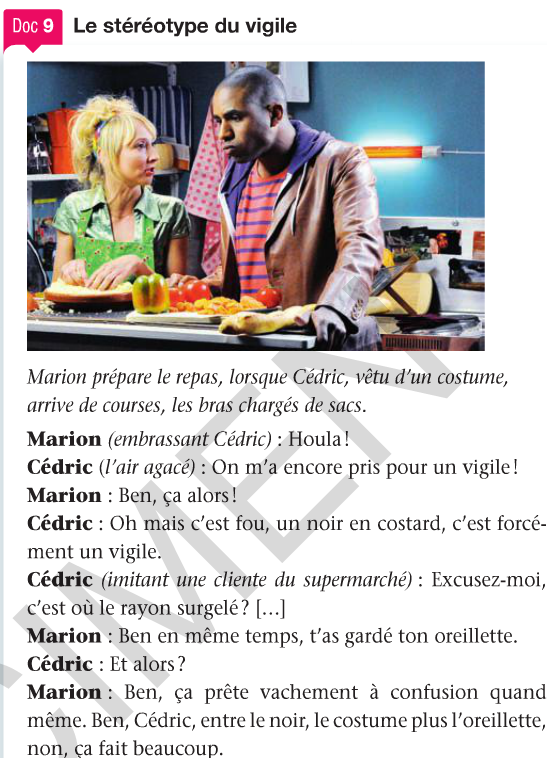 Doc 9 Le stéréotype du vigile
Marion prépare le repas, lorsque Cédric, vêtu d'un costume,
arrive de courses, les bras chargés de sacs.
Marion (embrassant Cédric) : Houla !
Cédric (l'air agacé) : On m'a encore pris pour un vigile !
Marion : Ben, ça alors !
Cédric : Oh mais c'est fou, un noir en costard, c'est forcé-
ment un vigile.
Cédric (imitant une cliente du supermarché) : Excusez-moi,
c'est où le rayon surgelé ? […]
Marion : Ben en même temps, t'as gardé ton oreillette.
Cédric : Et alors ?
Marion : Ben, ça prête vachement à confusion quand
même. Ben, Cédric, entre le noir, le costume plus l'oreillette,
non, ça fait beaucoup.